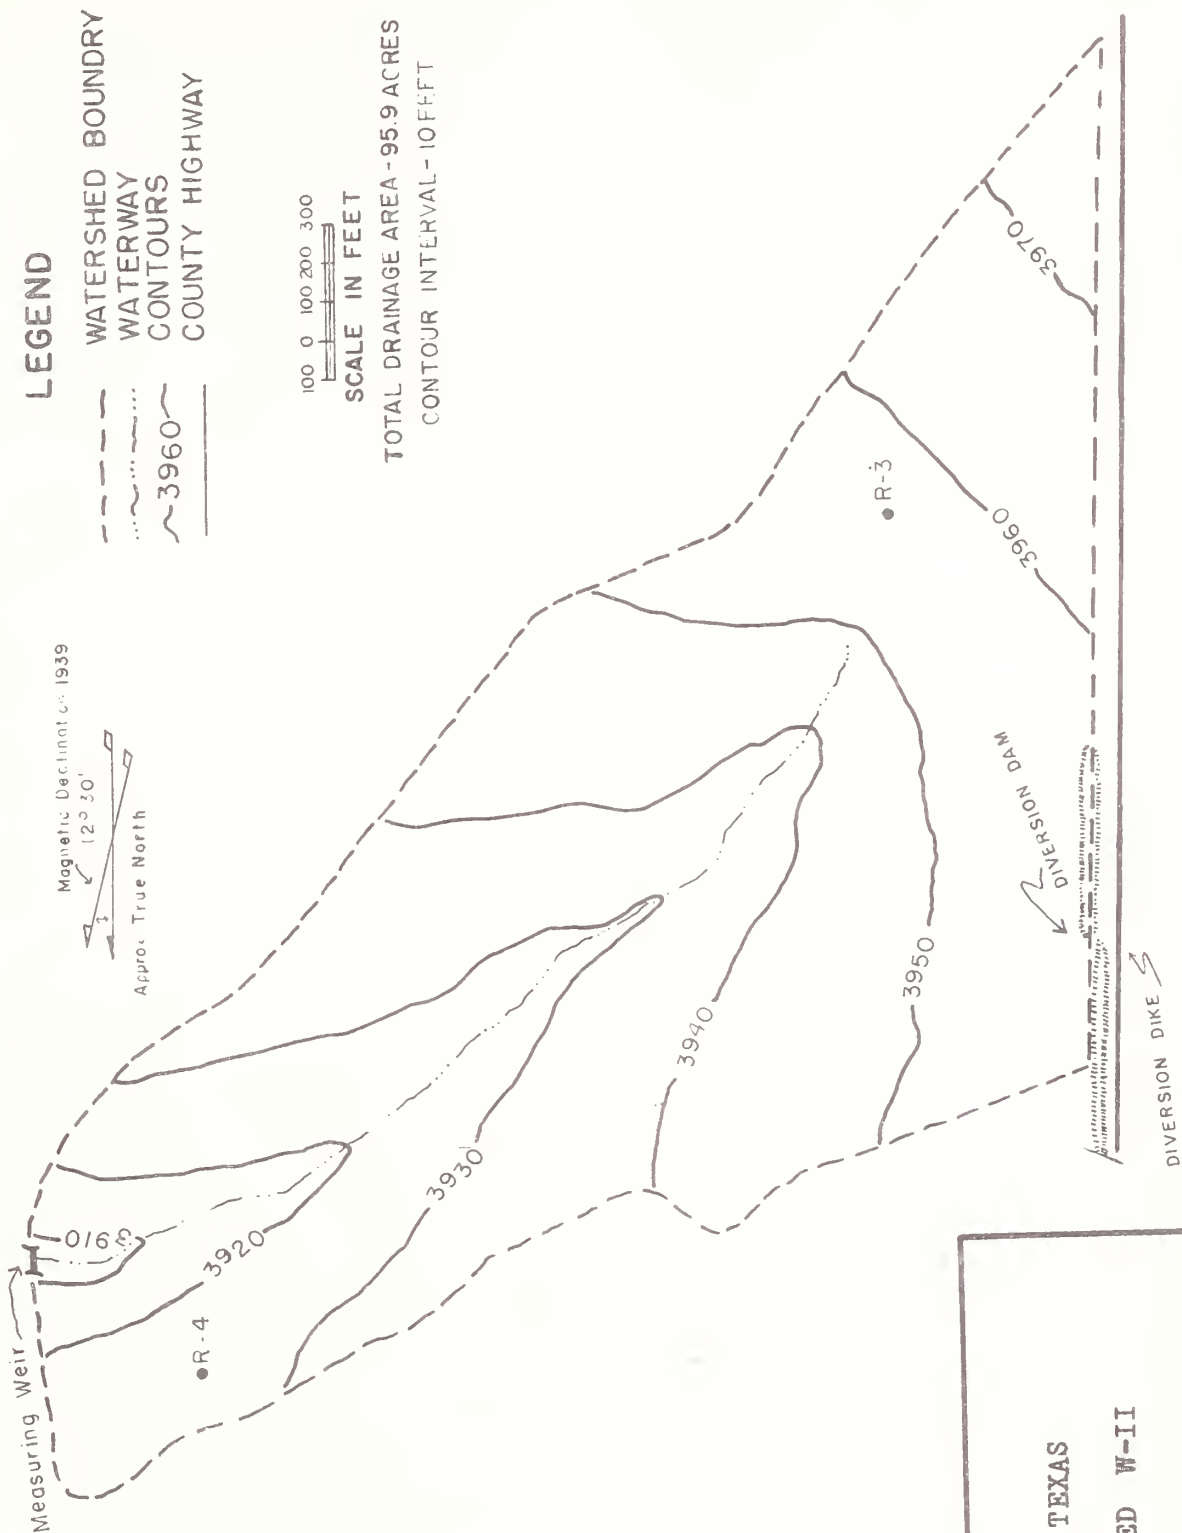 LEGEND
WATERSHED BOUNDRY
WATERWAY
~3960~ CONTOURS
COUNTY HIGHWAY
100 0 100 200 300
SCALE IN FEET
TOTAL DRAINAGE AREA-95.9 ACRES
CONTOUR INTERVAL-10 FEET
Magnetic Declination 1939
12° 30'
Approx True North
Measuring Weir
3910
3920
R-4
3930
3940
3950
3960
3970
R-3
DIVERSION DAM
DIVERSION DIKE
TEXAS
ED W-II